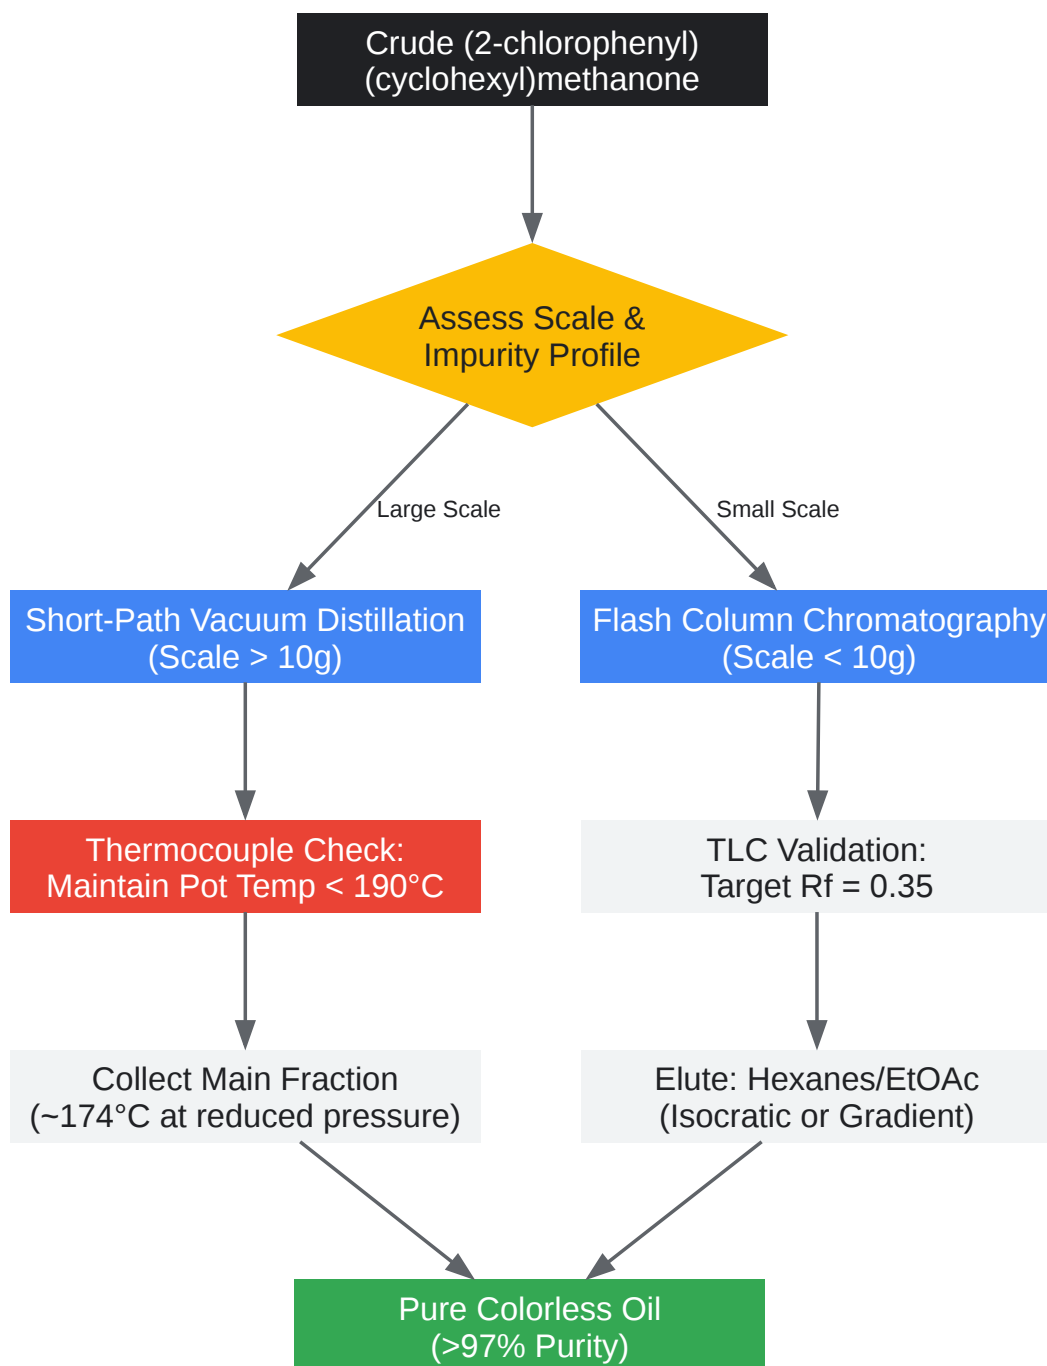 Crude (2-chlorophenyl)
(cyclohexyl)methanone
Assess Scale &
Impurity Profile
Large Scale
Small Scale
Short-Path Vacuum Distillation
(Scale > 10g)
Flash Column Chromatography
(Scale < 10g)
Thermocouple Check:
Maintain Pot Temp < 190°C
TLC Validation:
Target Rf = 0.35
Collect Main Fraction
(~174°C at reduced pressure)
Elute: Hexanes/EtOAc
(Isocratic or Gradient)
Pure Colorless Oil
(>97% Purity)